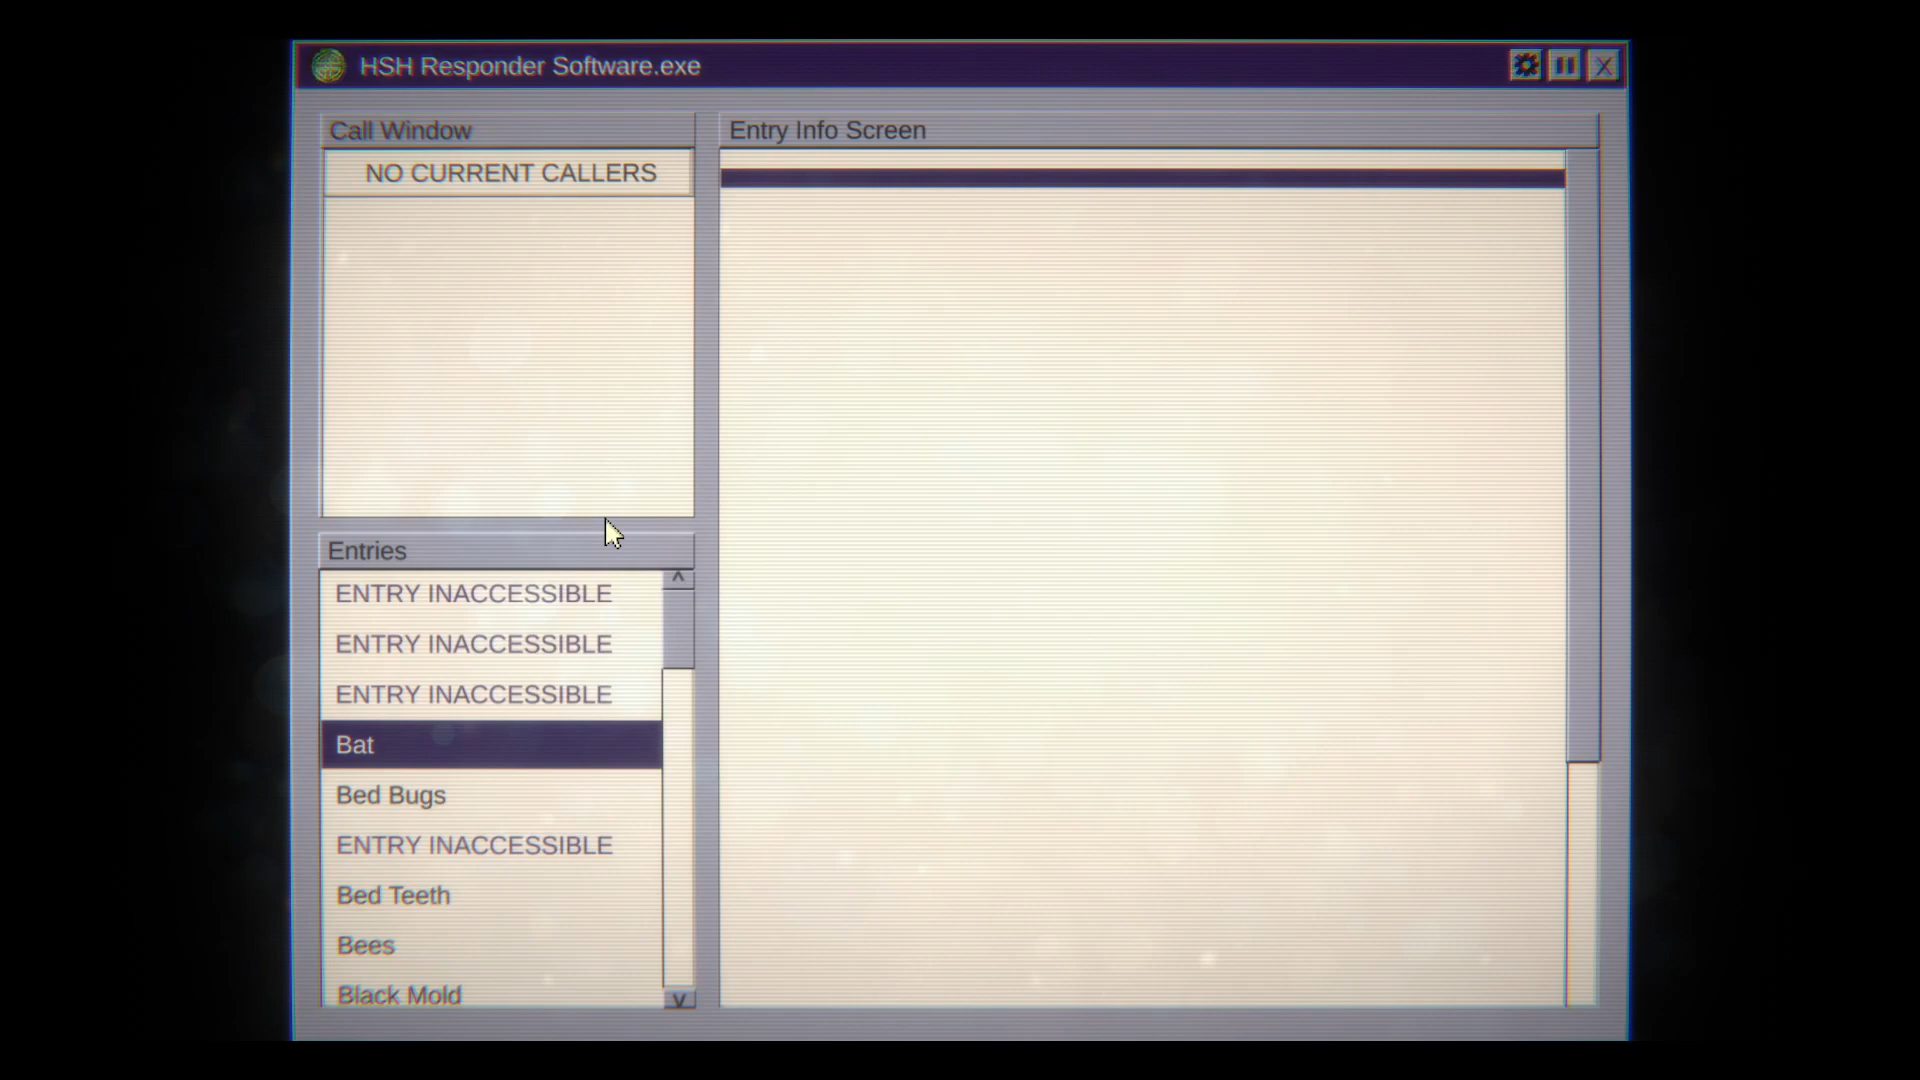 HSH Responder Software.exe
Call Window
NO CURRENT CALLERS
Entries
ENTRY INACCESSIBLE
ENTRY INACCESSIBLE
ENTRY INACCESSIBLE
Bat
Bed Bugs
ENTRY INACCESSIBLE
Bed Teeth
Bees
Black Mold
Entry Info Screen